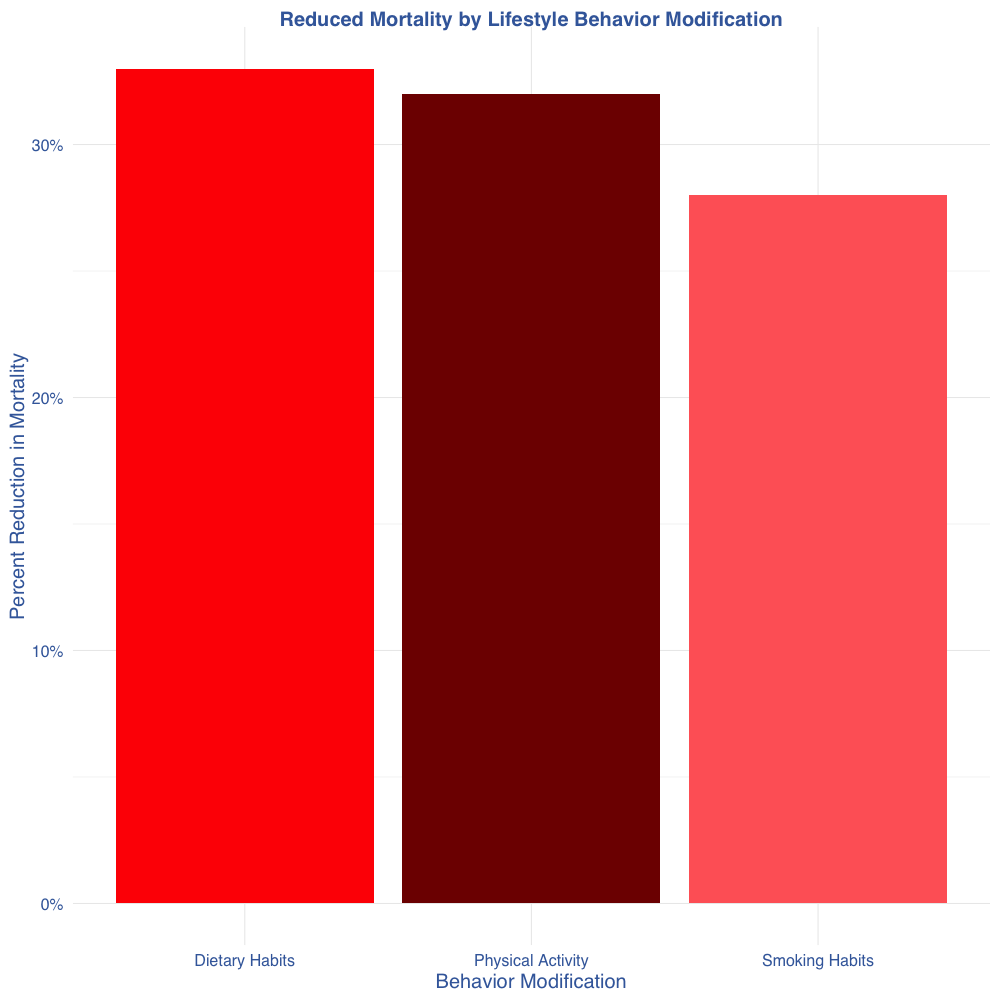 Reduced Mortality by Lifestyle Behavior Modification
Percent Reduction in Mortality
30%
20%
10%
0%
Dietary Habits
Physical Activity
Smoking Habits
Behavior Modification